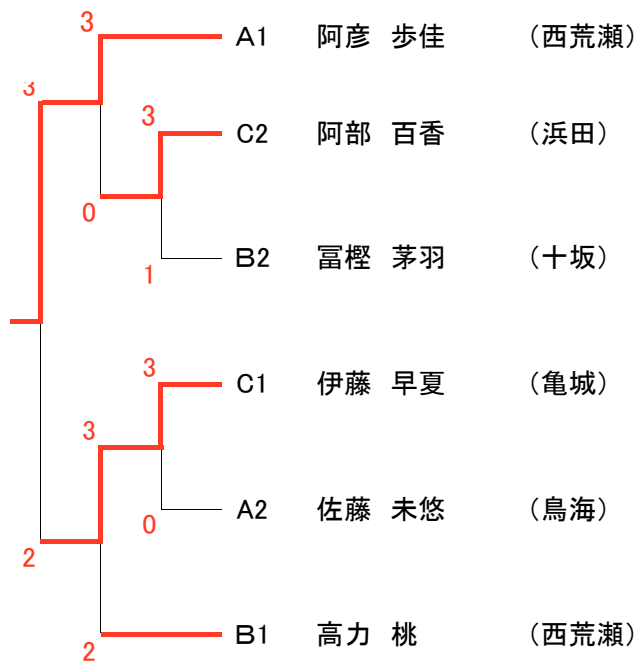 3
A1 阿彦 歩佳 (西荒瀬)
3
3
C2 阿部 百香 (浜田)
0
1
B2 冨樫 茅羽 (十坂)
3
C1 伊藤 早夏 (亀城)
3
0
A2 佐藤 未悠 (鳥海)
2
2
B1 高力 桃 (西荒瀬)